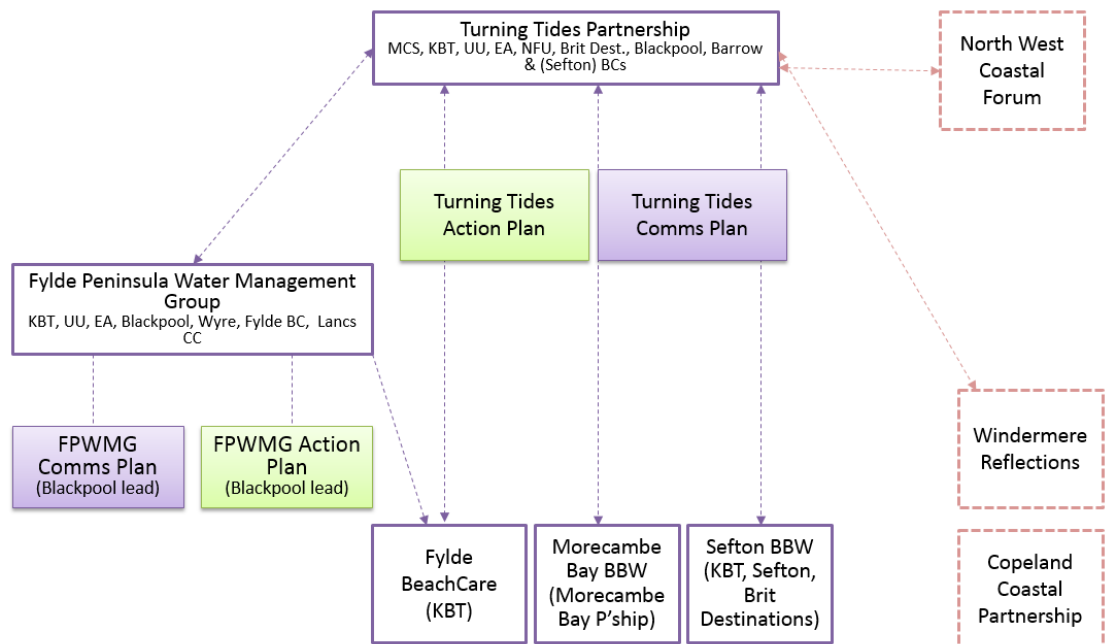 Turning Tides Partnership
MCS, KBT, UU, EA, NFU, Brit Dest., Blackpool, Barrow
& (Sefton) BCs
North West
Coastal
Forum
Turning Tides
Action Plan
Turning Tides
Comms Plan
Fylde Peninsula Water Management
Group
KBT, UU, EA, Blackpool, Wyre, Fylde BC, Lancs
CC
FPWMG
Comms Plan
(Blackpool lead)
FPWMG Action
Plan
(Blackpool lead)
Windermere
Reflections
Fylde
BeachCare
(KBT)
Morecambe
Bay BBW
(Morecambe
Bay P’ship)
Sefton BBW
(KBT, Sefton,
Brit
Destinations)
Copeland
Coastal
Partnership